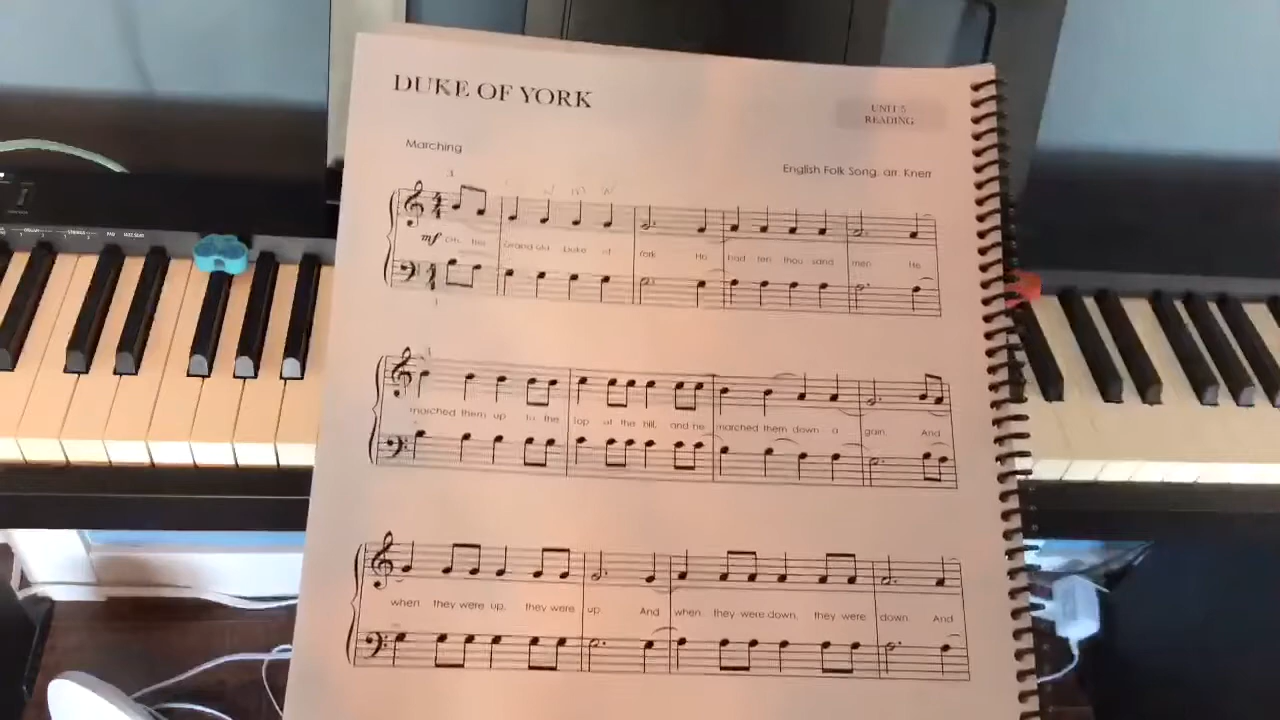 DUKE OF YORK
UNIT 5
READING
Marching
English Folk Song, arr. Knerr
3
mf Oh, the Grand old Duke of York He had ten thou sand men. He
1
1
marched them up to the top of the hill, and he marched them down a gain. And
when they were up, they were up. And when they were down, they were down. And